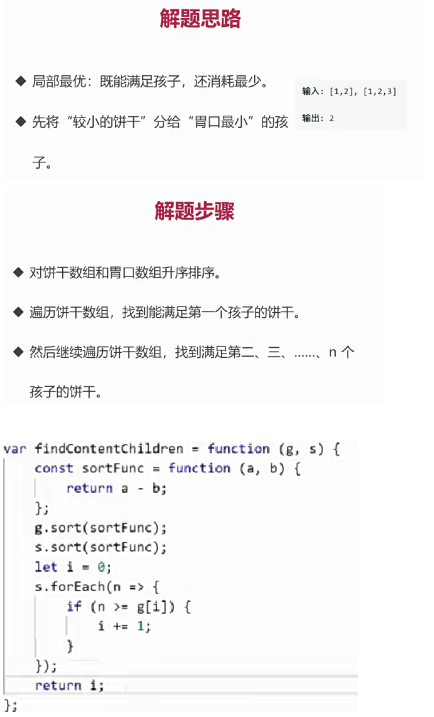 解题思路
◆ 局部最优：既能满足孩子，还消耗最少。
◆ 先将“较小的饼干”分给“胃口最小”的孩
子。
输入: [1,2], [1,2,3]
输出: 2
解题步骤
◆ 对饼干数组和胃口数组升序排序。
◆ 遍历饼干数组，找到能满足第一个孩子的饼干。
◆ 然后继续遍历饼干数组，找到满足第二、三、……、n 个
孩子的饼干。
var findContentChildren = function (g, s) {
    const sortFunc = function (a, b) {
        return a - b;
    };
    g.sort(sortFunc);
    s.sort(sortFunc);
    let i = 0;
    s.forEach(n => {
        if (n >= g[i]) {
            i += 1;
        }
    });
    return i;
};